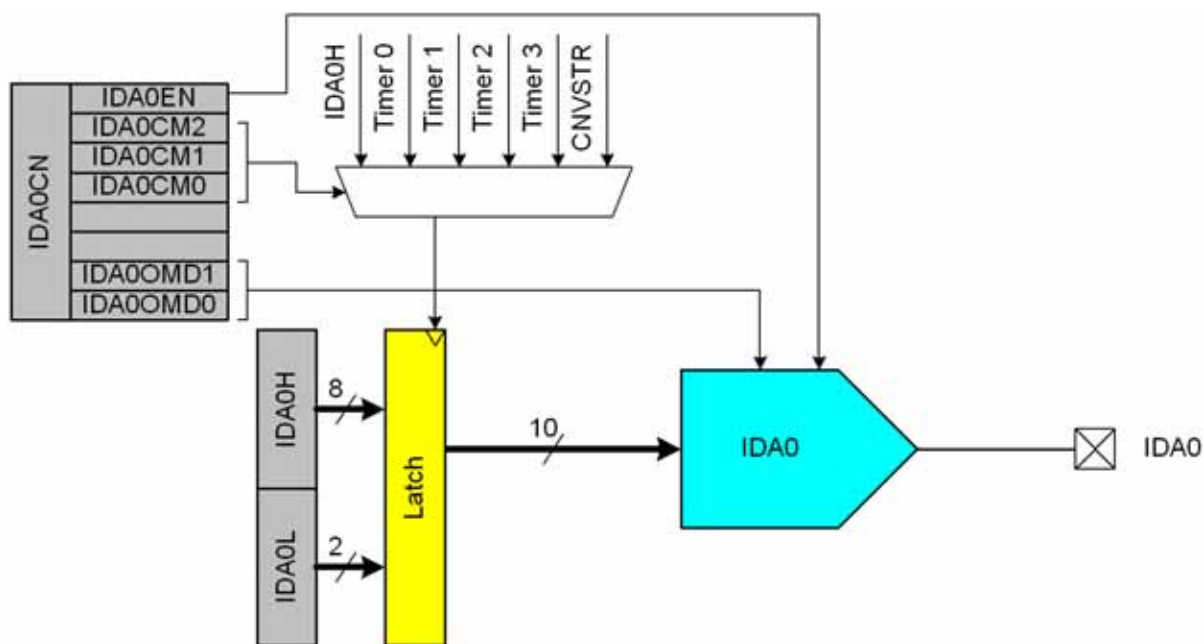 IDA0CN
IDA0EN
IDA0CM2
IDA0CM1
IDA0CM0
IDA0OMD1
IDA0OMD0
IDA0H
Timer 0
Timer 1
Timer 2
Timer 3
CNVSTR
IDA0H
IDA0L
8
2
Latch
10
IDA0
IDA0